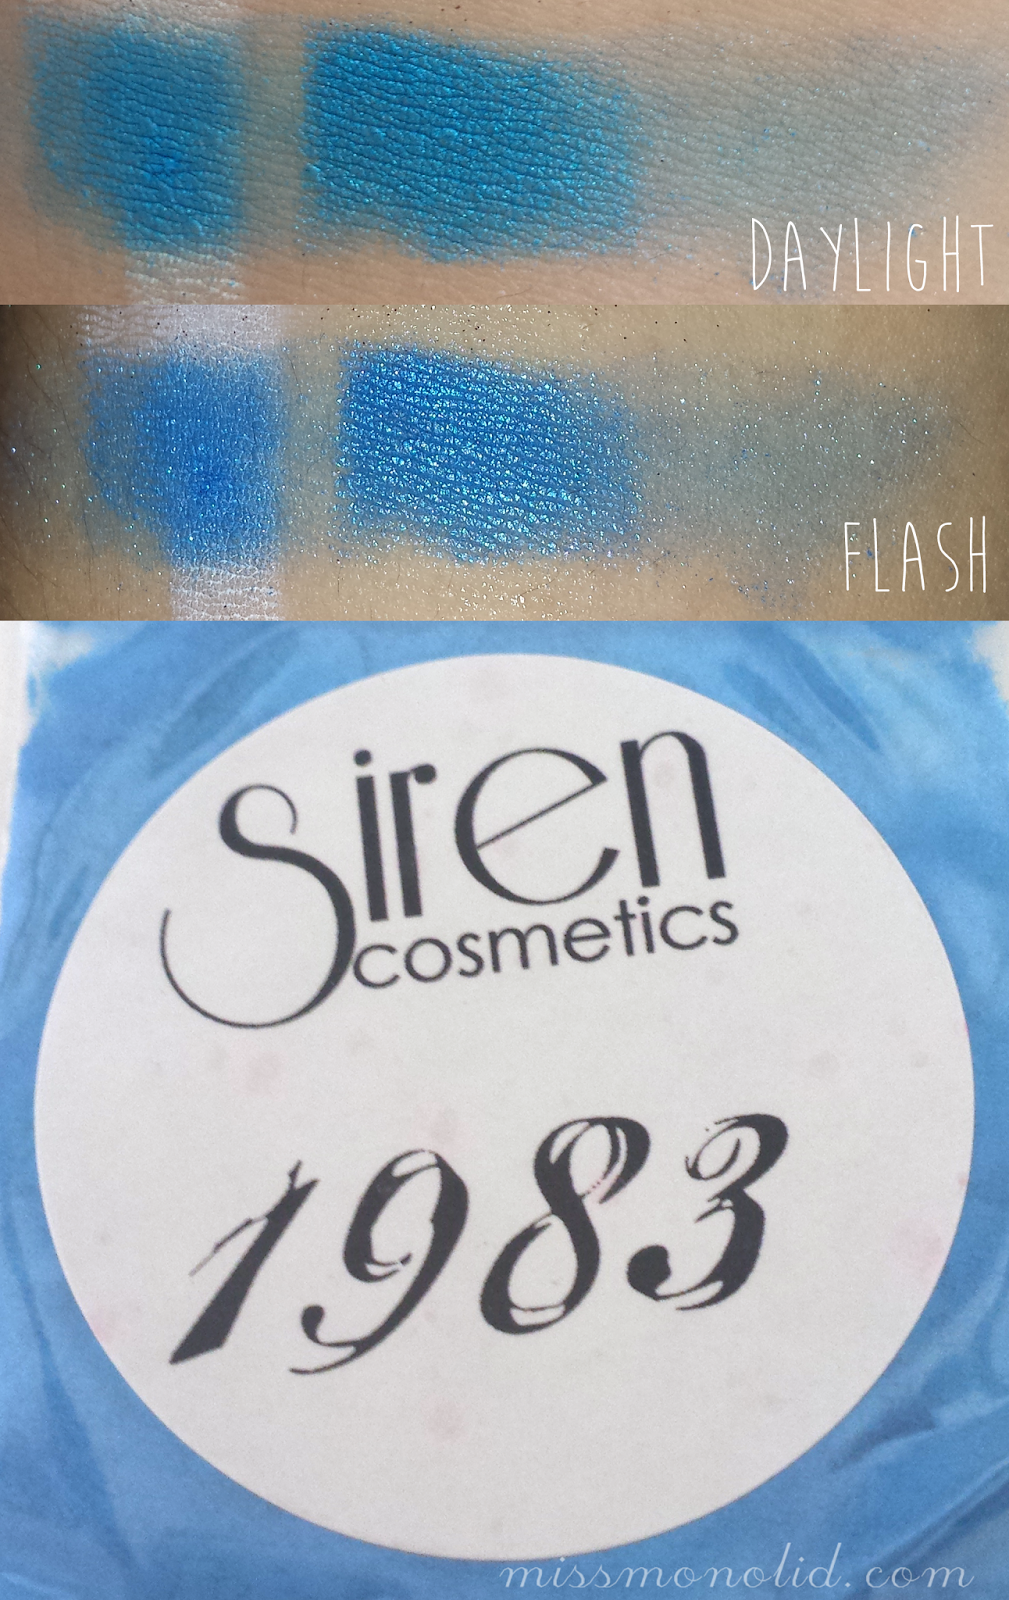 DAYLIGHT
FLASH
Siren
cosmetics
1983
missmonolid.com